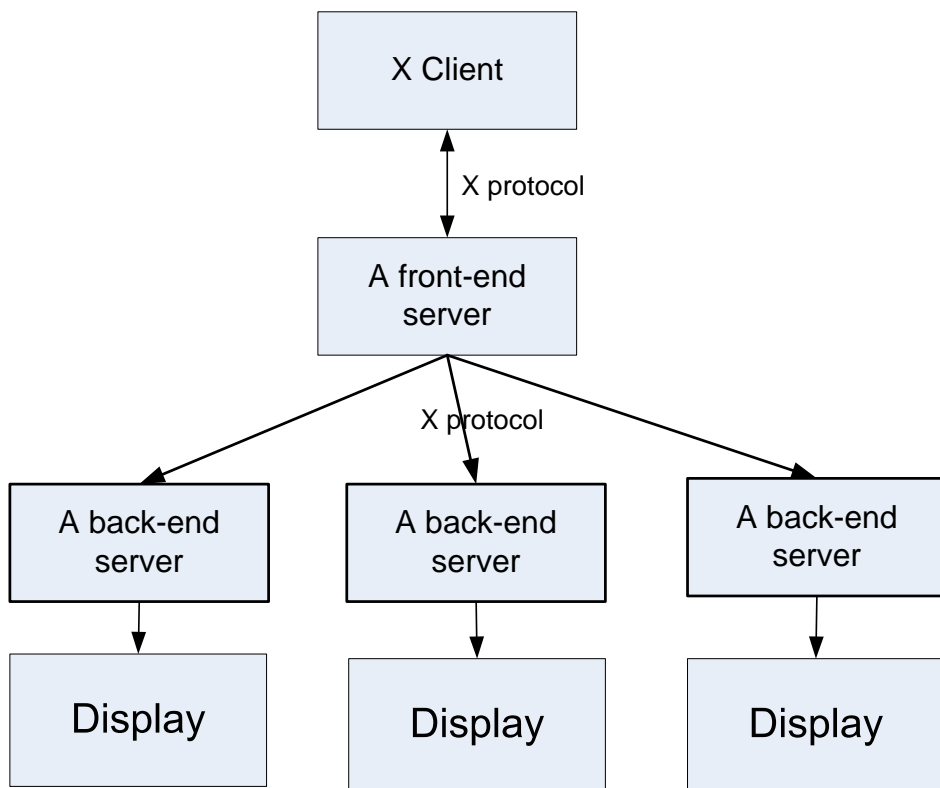 X Client
X protocol
A front-end
server
X protocol
A back-end
server
A back-end
server
A back-end
server
Display
Display
Display